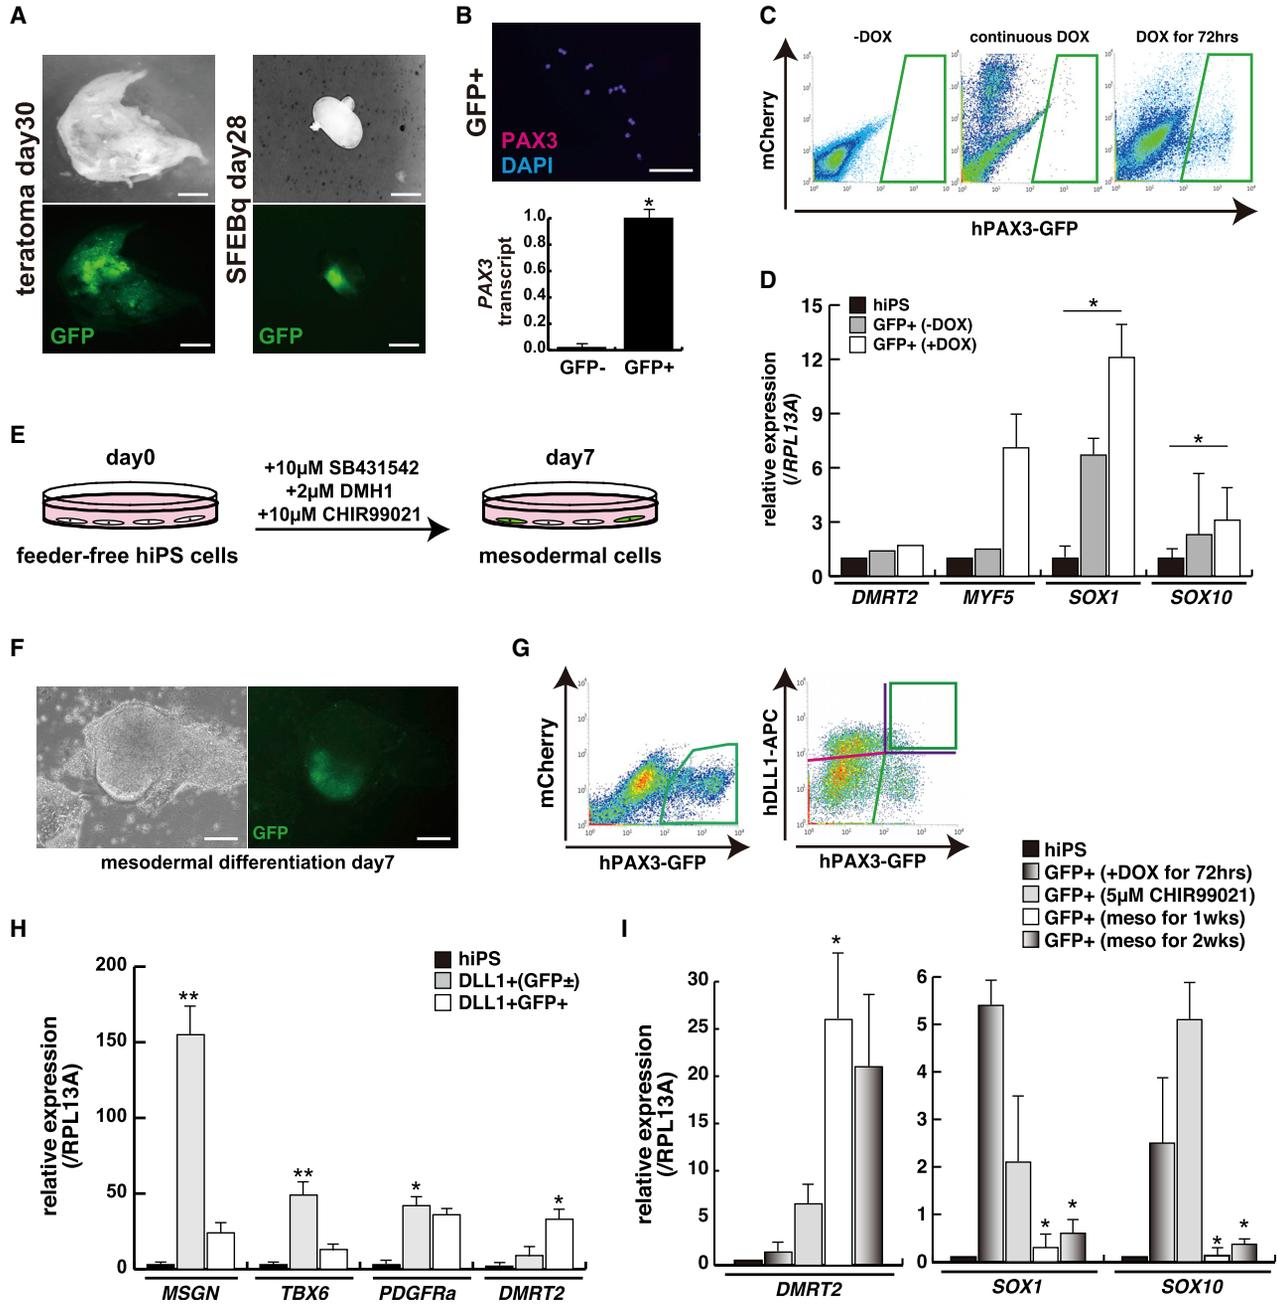 A
teratoma day30
GFP
SFEBq day28
GFP
B
GFP+
PAX3
DAPI
PAX3
transcript
1.0
0.8
0.6
0.4
0.2
0.0
*
GFP-
GFP+
C
-DOX
continuous DOX
DOX for 72hrs
mCherry
hPAX3-GFP
D
relative expression
(/RPL13A)
15
12
9
6
3
0
hiPS
GFP+ (-DOX)
GFP+ (+DOX)
*
*
DMRT2
MYF5
SOX1
SOX10
E
day0
+10µM SB431542
+2µM DMH1
+10µM CHIR99021
day7
feeder-free hiPS cells
mesodermal cells
F
GFP
mesodermal differentiation day7
G
mCherry
hPAX3-GFP
hDLL1-APC
hPAX3-GFP
H
relative expression
(/RPL13A)
200
150
100
50
0
hiPS
DLL1+(GFP±)
DLL1+GFP+
**
**
*
*
MSGN
TBX6
PDGFRa
DMRT2
I
hiPS
GFP+ (+DOX for 72hrs)
GFP+ (5µM CHIR99021)
GFP+ (meso for 1wks)
GFP+ (meso for 2wks)
relative expression
(/RPL13A)
30
25
20
15
10
5
0
*
DMRT2
6
5
4
3
2
1
0
*
*
*
*
SOX1
SOX10